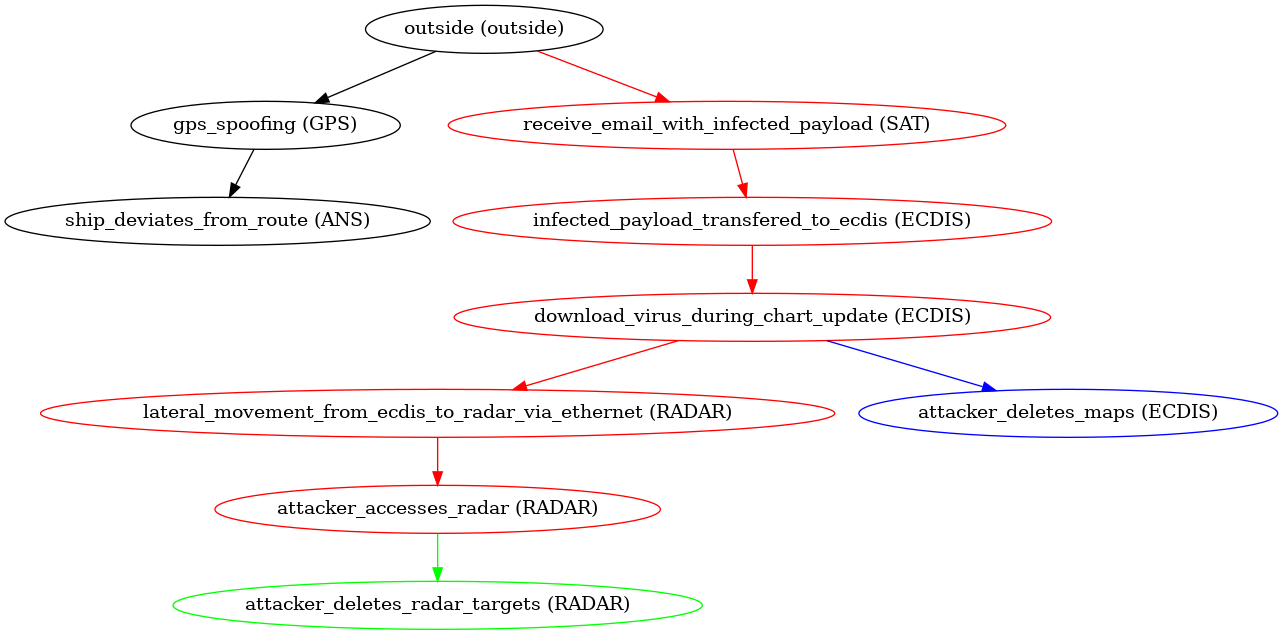 outside (outside)
gps_spoofing (GPS)
receive_email_with_infected_payload (SAT)
ship_deviates_from_route (ANS)
infected_payload_transfered_to_ecdis (ECDIS)
download_virus_during_chart_update (ECDIS)
lateral_movement_from_ecdis_to_radar_via_ethernet (RADAR)
attacker_deletes_maps (ECDIS)
attacker_accesses_radar (RADAR)
attacker_deletes_radar_targets (RADAR)